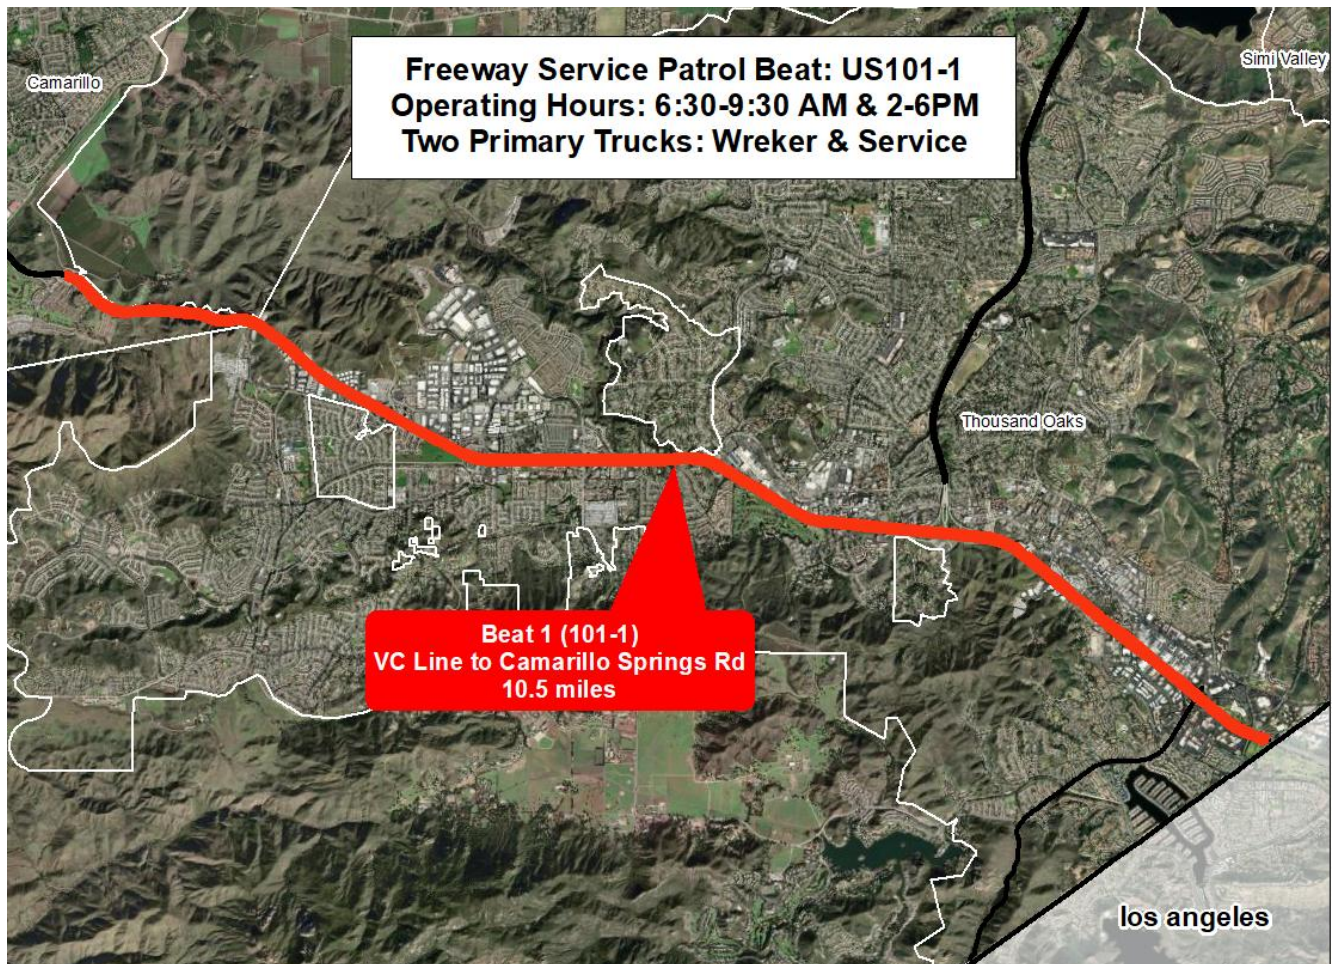 Freeway Service Patrol Beat: US101-1
Operating Hours: 6:30-9:30 AM & 2-6PM
Two Primary Trucks: Wreker & Service
Camarillo
Simi Valley
Thousand Oaks
Beat 1 (101-1)
VC Line to Camarillo Springs Rd
10.5 miles
los angeles